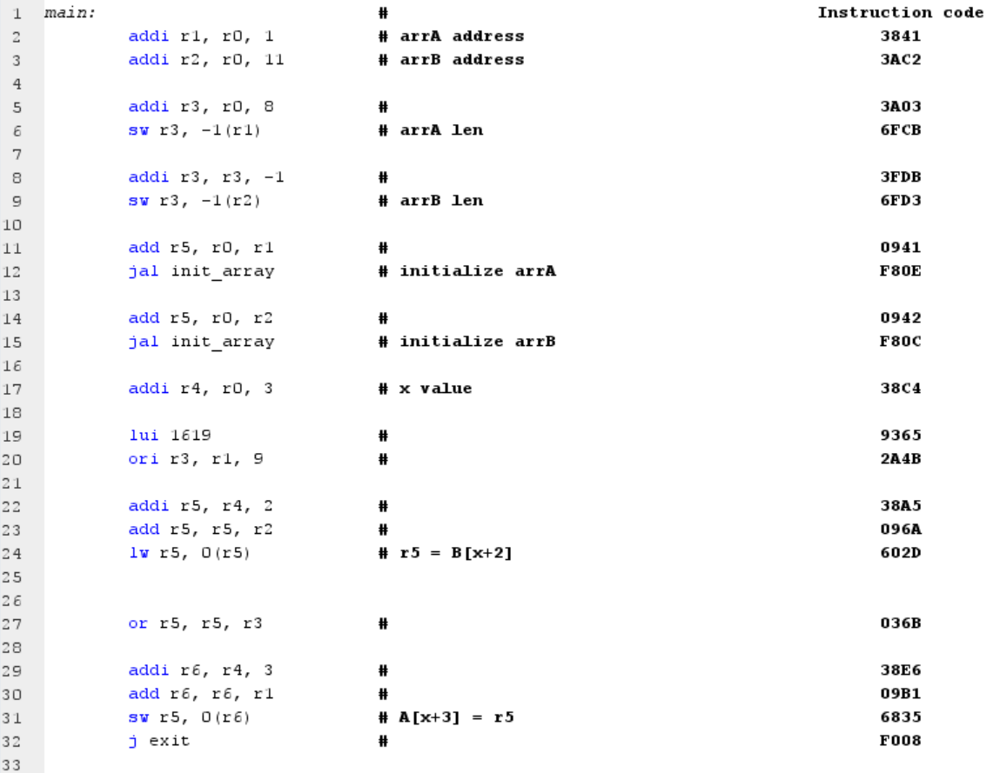 1 main: # Instruction code
2 addi r1, r0, 1 # arrA address 3841
3 addi r2, r0, 11 # arrB address 3AC2
4
5 addi r3, r0, 8 # 3A03
6 sw r3, -1(r1) # arrA len 6FCB
7
8 addi r3, r3, -1 # 3FDB
9 sw r3, -1(r2) # arrB len 6FD3
10
11 add r5, r0, r1 # 0941
12 jal init_array # initialize arrA F80E
13
14 add r5, r0, r2 # 0942
15 jal init_array # initialize arrB F80C
16
17 addi r4, r0, 3 # x value 38C4
18
19 lui 1619 # 9365
20 ori r3, r1, 9 # 2A4B
21
22 addi r5, r4, 2 # 38A5
23 add r5, r5, r2 # 096A
24 lw r5, 0(r5) # r5 = B[x+2] 602D
25
26
27 or r5, r5, r3 # 036B
28
29 addi r6, r4, 3 # 38E6
30 add r6, r6, r1 # 09B1
31 sw r5, 0(r6) # A[x+3] = r5 6835
32 j exit # F008
33